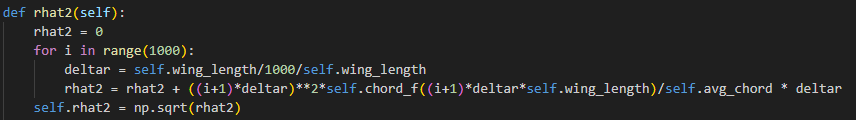 def rhat2(self):
    rhat2 = 0
    for i in range(1000):
        deltar = self.wing_length/1000/self.wing_length
        rhat2 = rhat2 + ((i+1)*deltar)**2*self.chord_f((i+1)*deltar*self.wing_length)/self.avg_chord * deltar
    self.rhat2 = np.sqrt(rhat2)